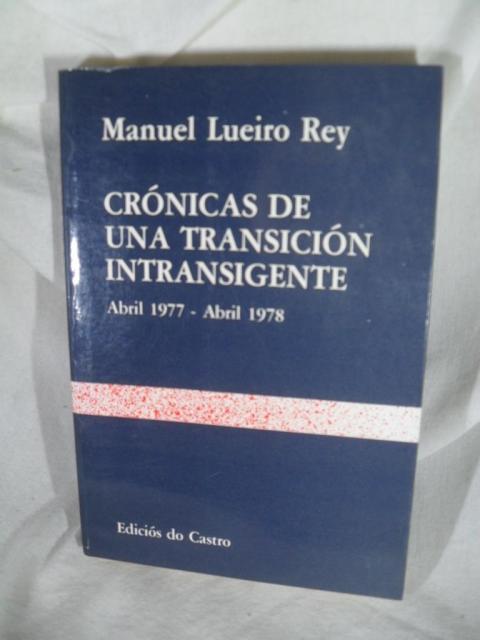 Manuel Lueiro Rey
CRÓNICAS DE
UNA TRANSICIÓN
INTRANSIGENTE
Abril 1977 - Abril 1978
Ediciós do Castro